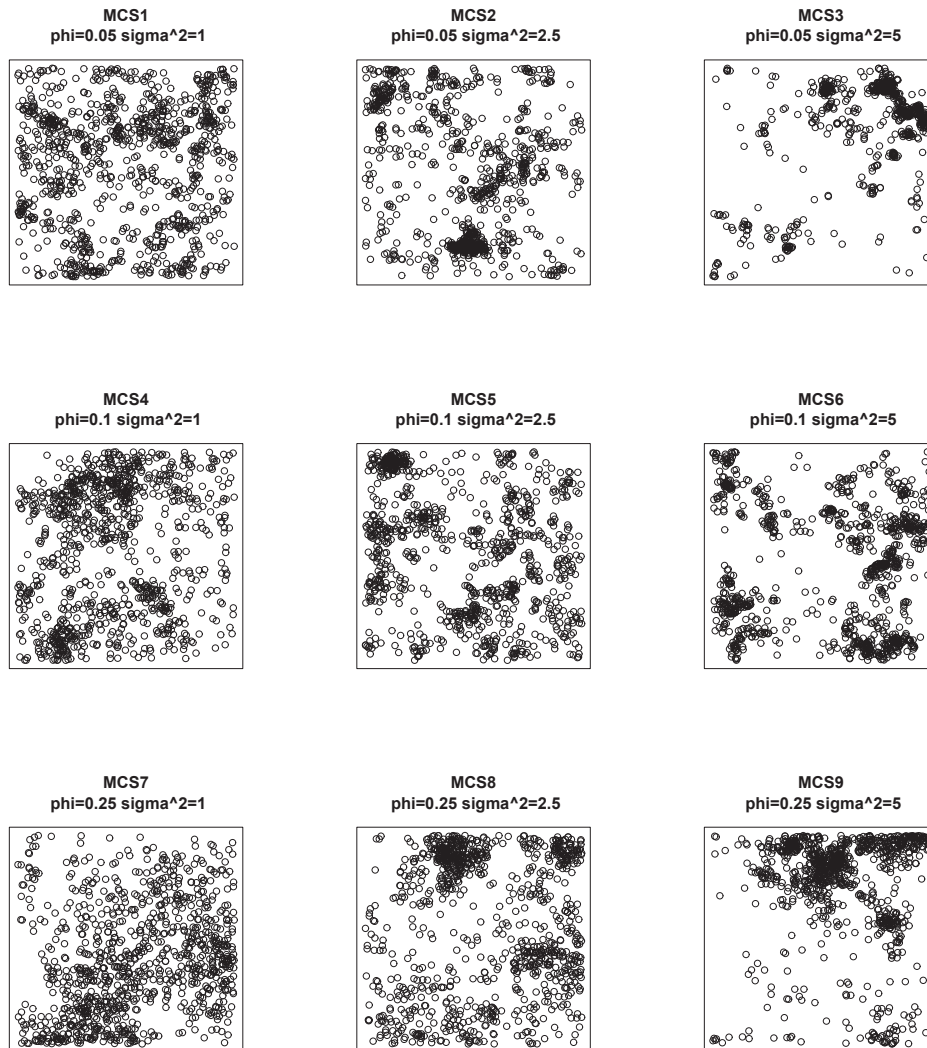 MCS1
phi=0.05 sigma^2=1
MCS2
phi=0.05 sigma^2=2.5
MCS3
phi=0.05 sigma^2=5
MCS4
phi=0.1 sigma^2=1
MCS5
phi=0.1 sigma^2=2.5
MCS6
phi=0.1 sigma^2=5
MCS7
phi=0.25 sigma^2=1
MCS8
phi=0.25 sigma^2=2.5
MCS9
phi=0.25 sigma^2=5